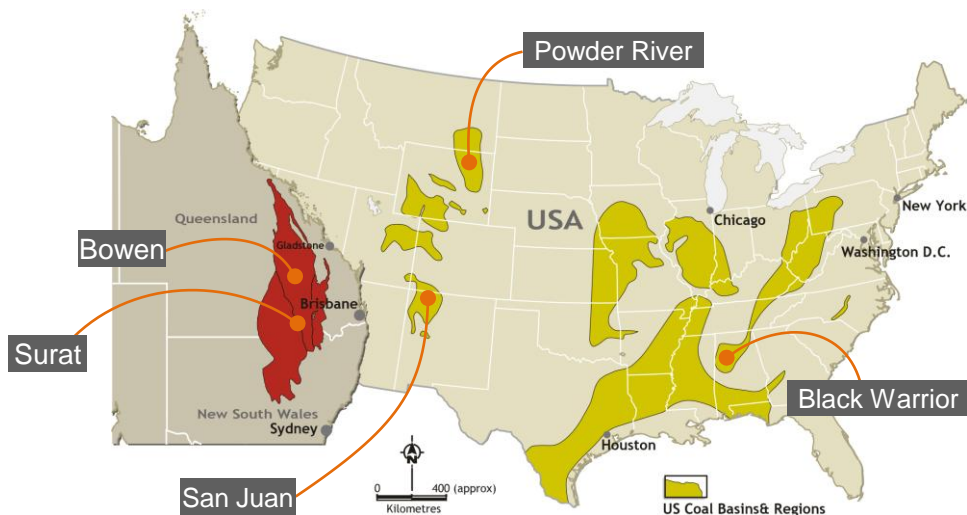 Powder River
USA
Queensland
Bowen
Gladstone
Chicago
New York
Washington D.C.
Brisbane
Surat
Black Warrior
New South Wales
Sydney
Houston
San Juan
N
0 400 (approx)
Kilometres
US Coal Basins& Regions